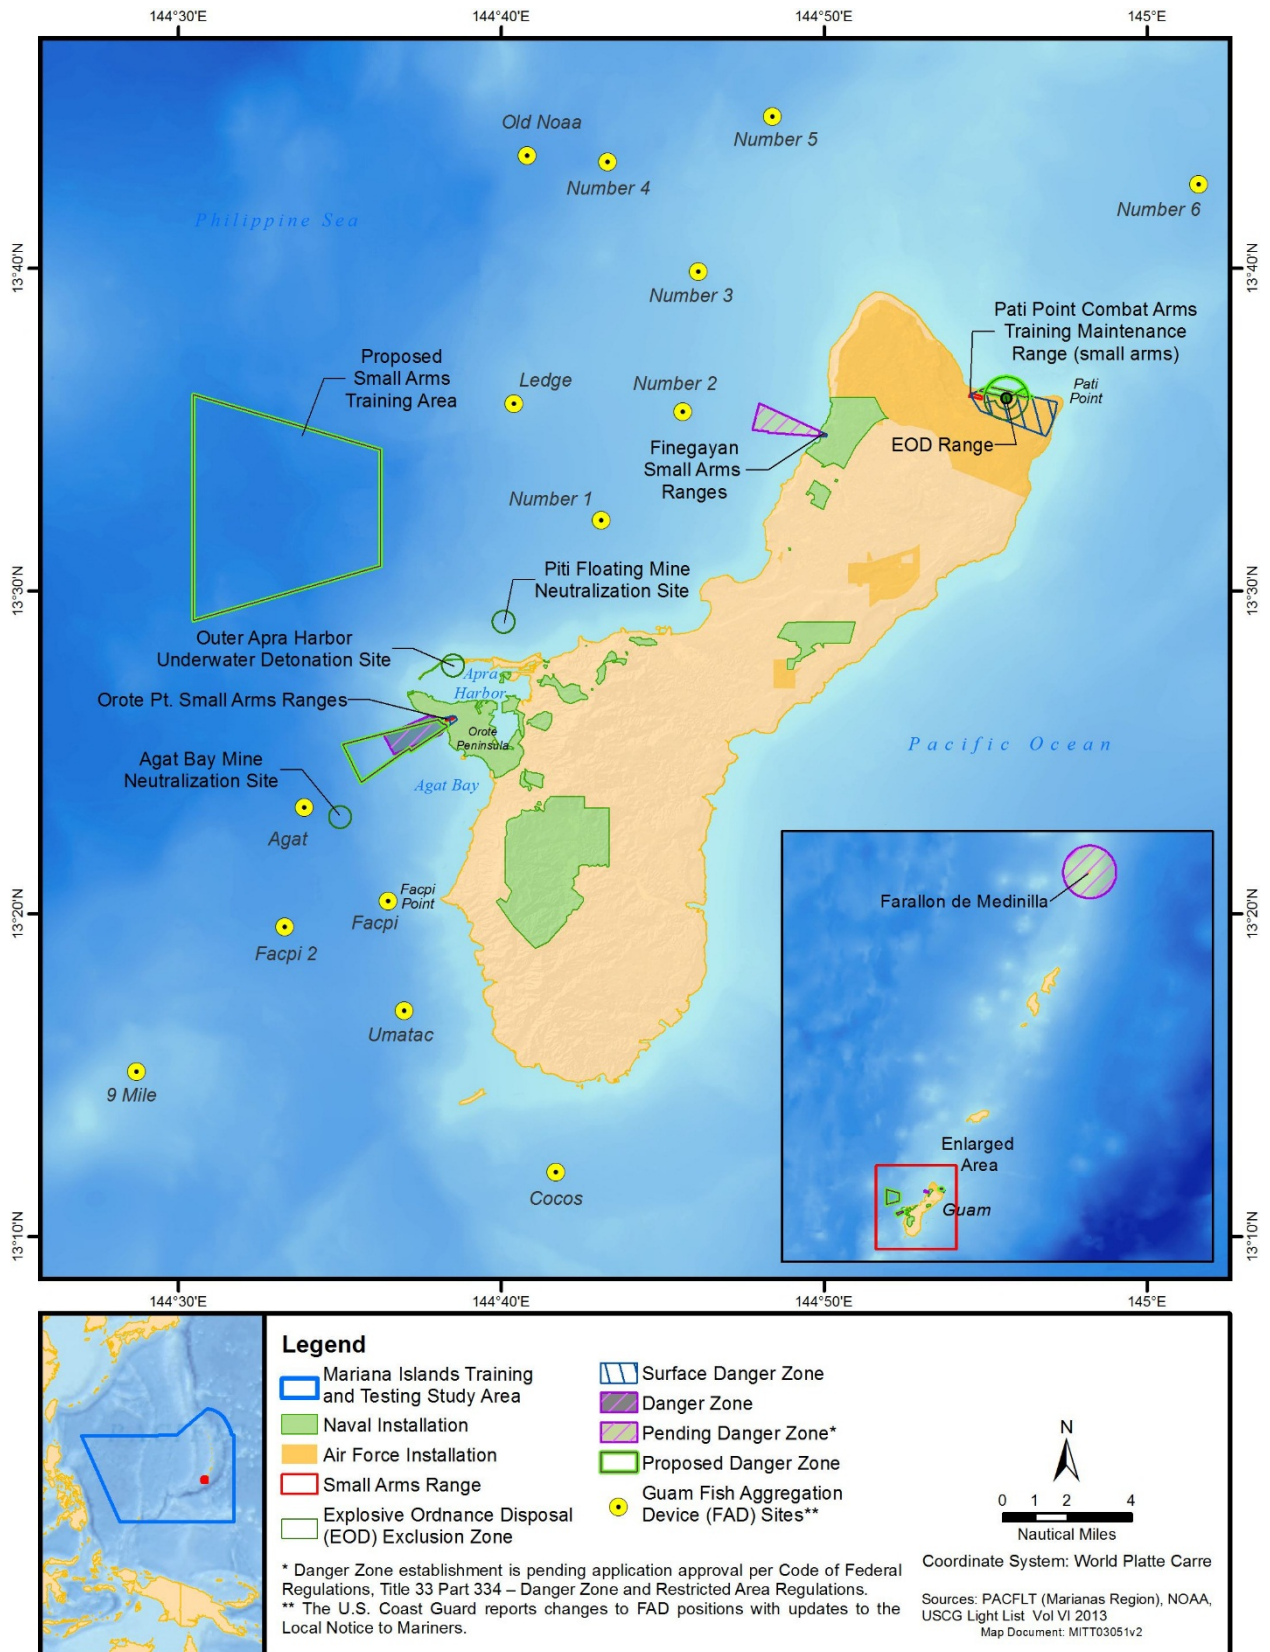 144°30'E
144°40'E
144°50'E
145°E
Old Noaa
Number 5
Number 4
Number 6
Philippine Sea
13°40'N
13°40'N
Number 3
Pati Point Combat Arms
Training Maintenance
Range (small arms)
Proposed
Small Arms
Training Area
Ledge
Number 2
Pati
Point
EOD Range
Finegayan
Small Arms
Ranges
Number 1
Piti Floating Mine
Neutralization Site
13°30'N
13°30'N
Outer Apra Harbor
Underwater Detonation Site
Apra
Harbor
Orote Pt. Small Arms Ranges
Orote
Peninsula
Pacific Ocean
Agat Bay Mine
Neutralization Site
Agat Bay
Agat
Facpi
Point
Facpi
Farallon de Medinilla
13°20'N
13°20'N
Facpi 2
Umatac
9 Mile
Enlarged
Area
Guam
Cocos
13°10'N
13°10'N
144°30'E
144°40'E
144°50'E
145°E
Legend
Mariana Islands Training
and Testing Study Area
Naval Installation
Air Force Installation
Small Arms Range
Explosive Ordnance Disposal
(EOD) Exclusion Zone
Surface Danger Zone
Danger Zone
Pending Danger Zone*
Proposed Danger Zone
Guam Fish Aggregation
Device (FAD) Sites**
* Danger Zone establishment is pending application approval per Code of Federal
Regulations, Title 33 Part 334 – Danger Zone and Restricted Area Regulations.
** The U.S. Coast Guard reports changes to FAD positions with updates to the
Local Notice to Mariners.
N
0 1 2 4
Nautical Miles
Coordinate System: World Platte Carre
Sources: PACFLT (Marianas Region), NOAA,
USCG Light List Vol VI 2013
Map Document: MITT03051v2